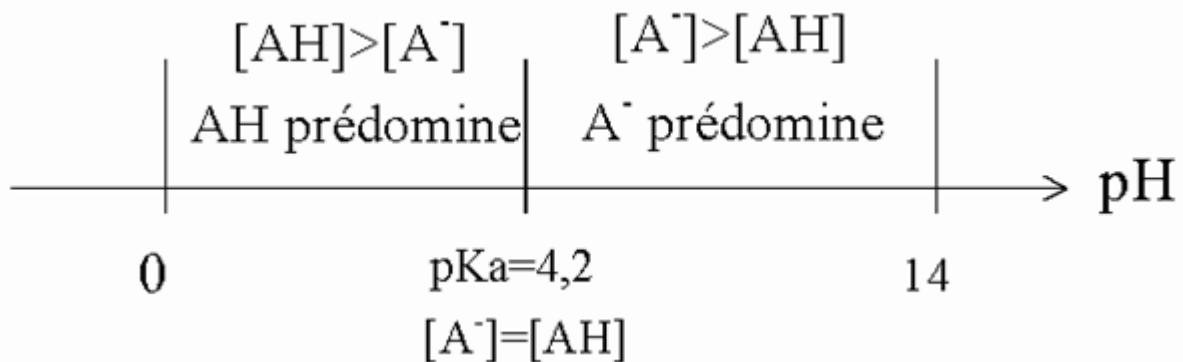 [AH]>[A⁻] [A⁻]>[AH]
AH prédomine A⁻ prédomine
pH
0 pKa=4,2 14
[A⁻]=[AH]